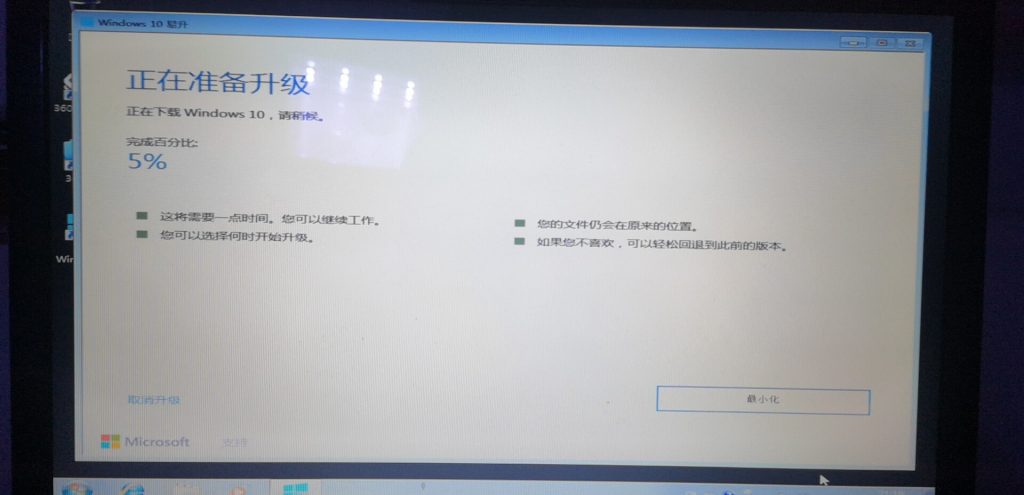 Windows 10 易升
正在准备升级
正在下载 Windows 10，请稍候。
完成百分比:
5%
这将需要一点时间。您可以继续工作。
您可以选择何时开始升级。
您的文件仍会在原来的位置。
如果您不喜欢，可以轻松回退到此前的版本。
取消升级
最小化
Microsoft
支持
360
Win